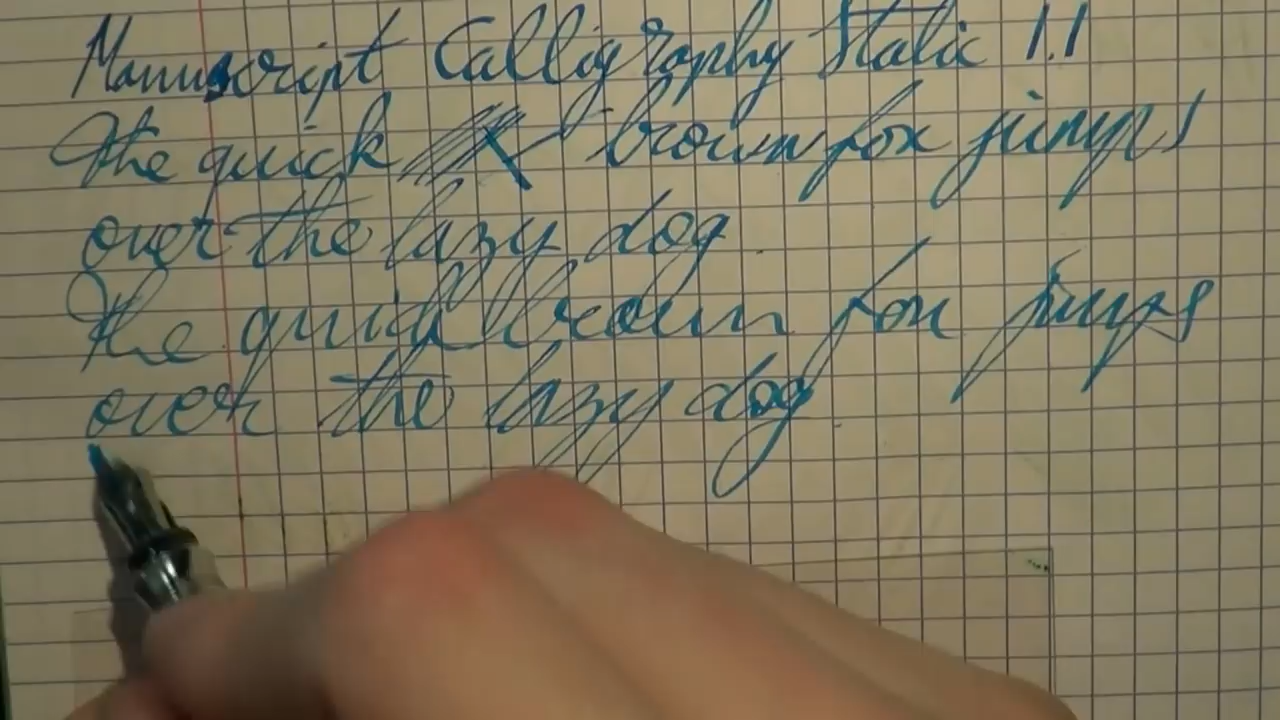 Manuscript Calligraphy Italic 1.1
The quick brown fox jumps
over the lazy dog
The quick brown fox jumps
over the lazy dog